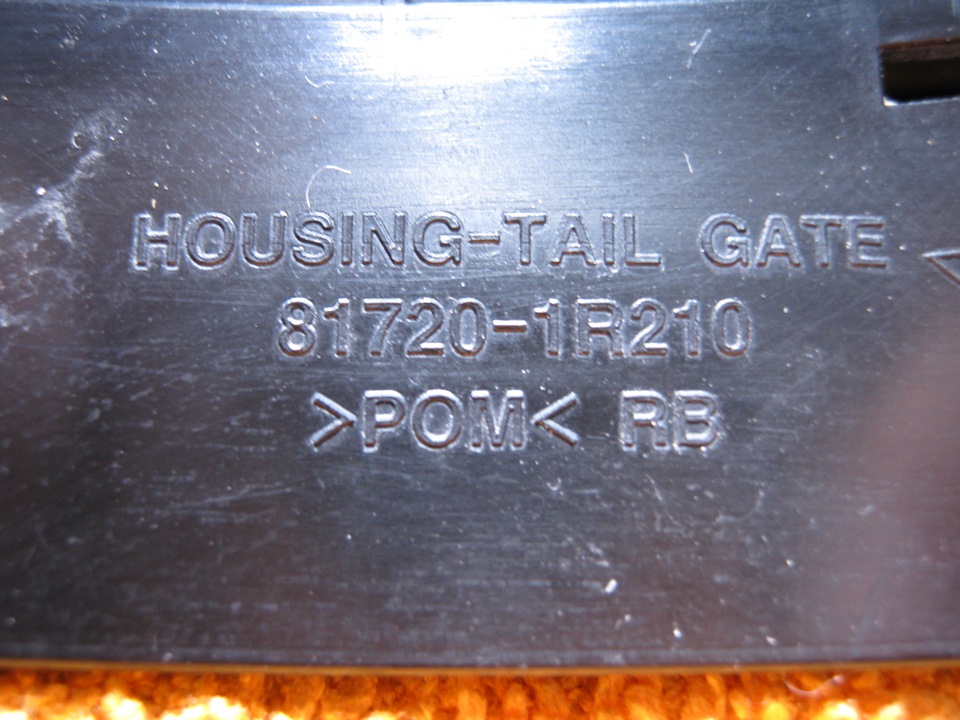 HOUSING-TAIL GATE
81720-1R210
>POM< RB